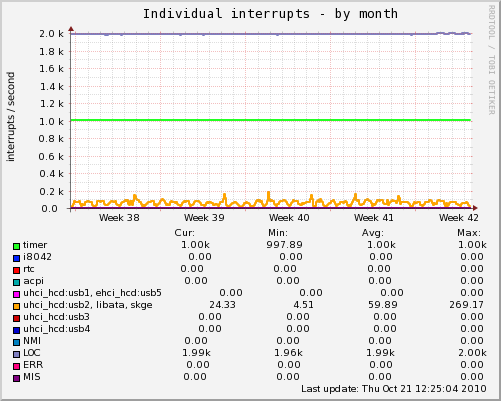 Individual interrupts - by month
RRDTOOL / TOBI OETIKER
interrupts / second
2.0 k
1.8 k
1.6 k
1.4 k
1.2 k
1.0 k
0.8 k
0.6 k
0.4 k
0.2 k
0.0
Week 38 Week 39 Week 40 Week 41 Week 42
Cur: Min: Avg: Max:
timer 1.00k 997.89 1.00k 1.00k
i8042 0.00 0.00 0.00 0.00
rtc 0.00 0.00 0.00 0.00
acpi 0.00 0.00 0.00 0.00
uhci_hcd:usb1, ehci_hcd:usb5 0.00 0.00 0.00 0.00
uhci_hcd:usb2, libata, skge 24.33 4.51 59.89 269.17
uhci_hcd:usb3 0.00 0.00 0.00 0.00
uhci_hcd:usb4 0.00 0.00 0.00 0.00
NMI 0.00 0.00 0.00 0.00
LOC 1.99k 1.96k 1.99k 2.00k
ERR 0.00 0.00 0.00 0.00
MIS 0.00 0.00 0.00 0.00
Last update: Thu Oct 21 12:25:04 2010